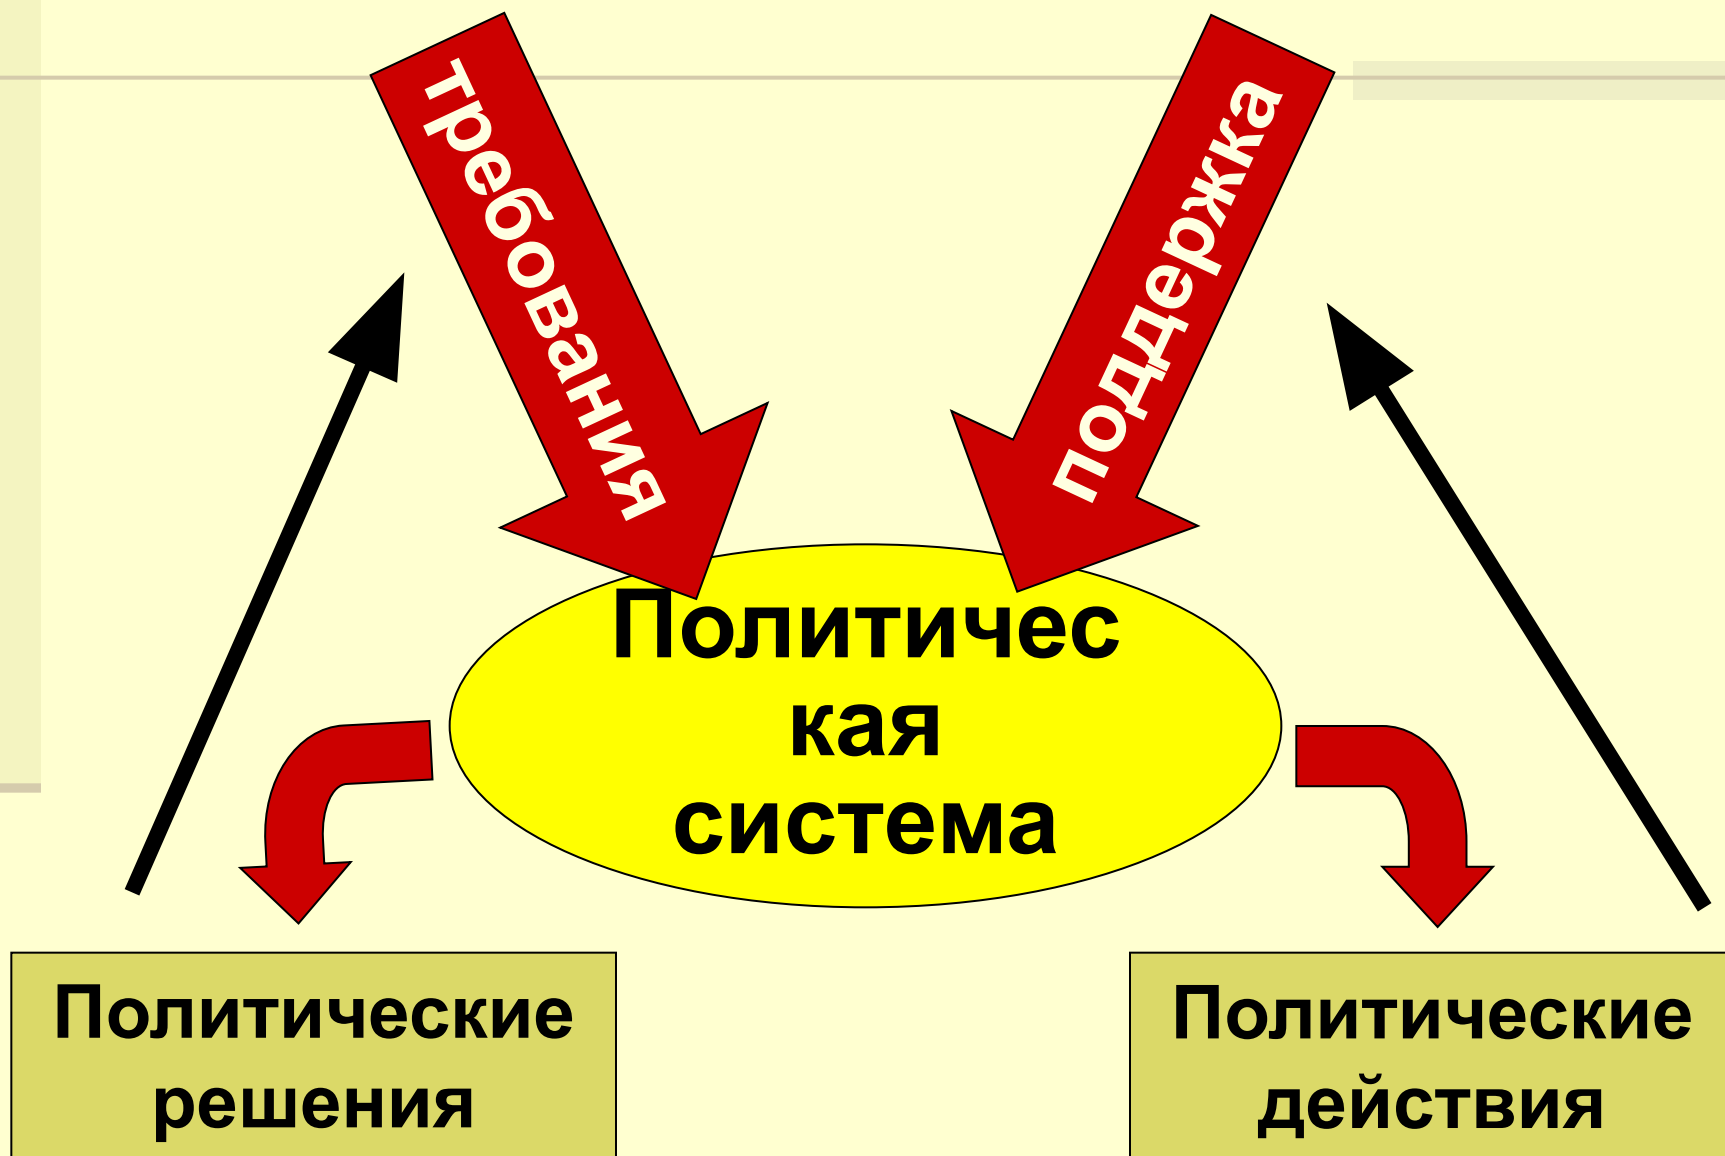 требования
поддержка
Политичес
кая
система
Политические
решения
Политические
действия